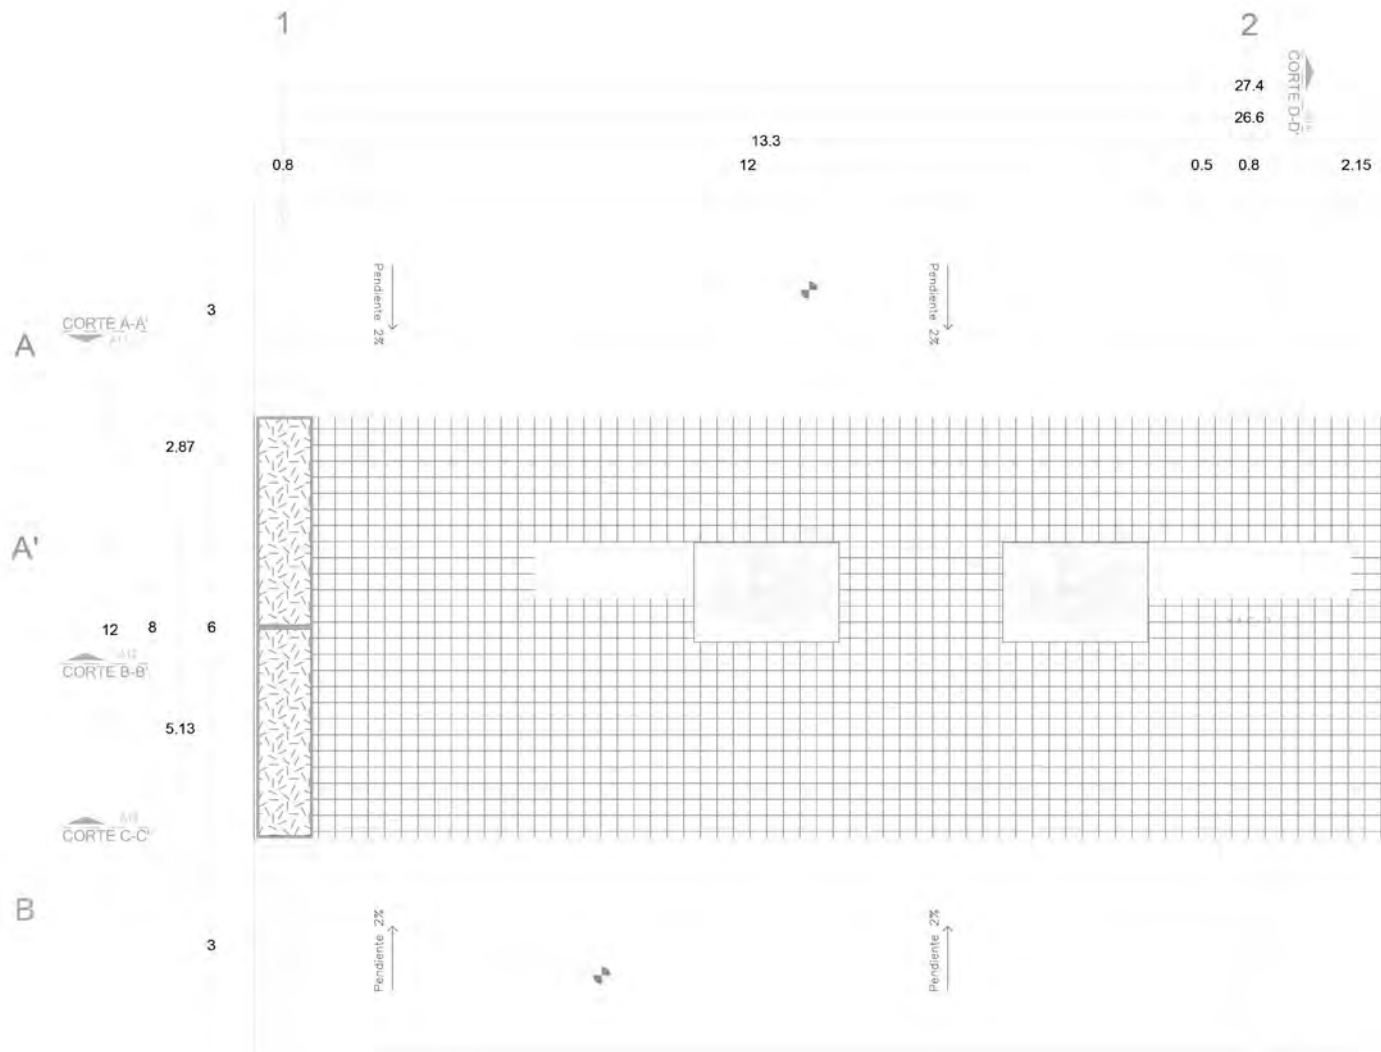 1
2
CORTE D-D'
27.4
26.6
13.3
0.8
12
0.5
0.8
2.15
Pendiente 2%
Pendiente 2%
3
CORTE A-A'
A
2.87
A'
12
8
6
CORTE B-B'
5.13
CORTE C-C'
B
Pendiente 2%
Pendiente 2%
3